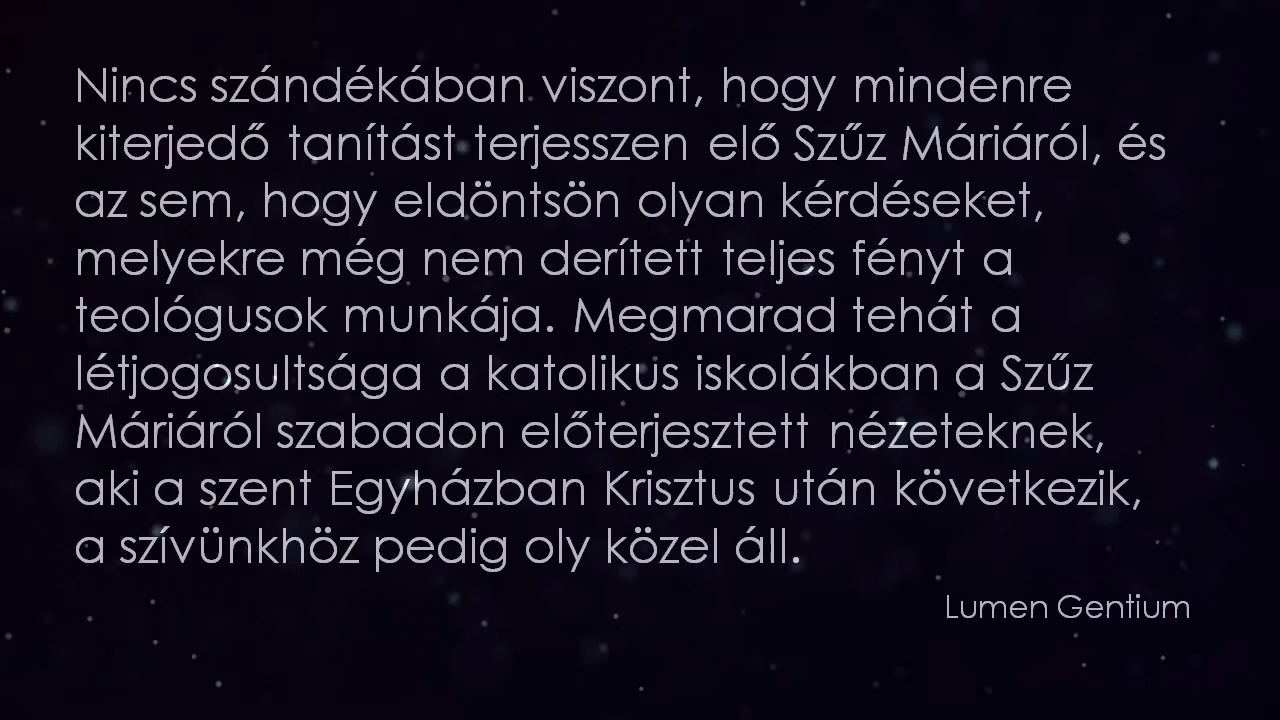 Nincs szándékában viszont, hogy mindenre
kiterjedő tanítást terjesszen elő Szűz Máriáról, és
az sem, hogy eldöntsön olyan kérdéseket,
melyekre még nem derített teljes fényt a
teológusok munkája. Megmarad tehát a
létjogosultsága a katolikus iskolákban a Szűz
Máriáról szabadon előterjesztett nézeteknek,
aki a szent Egyházban Krisztus után következik,
a szívünkhöz pedig oly közel áll.
Lumen Gentium